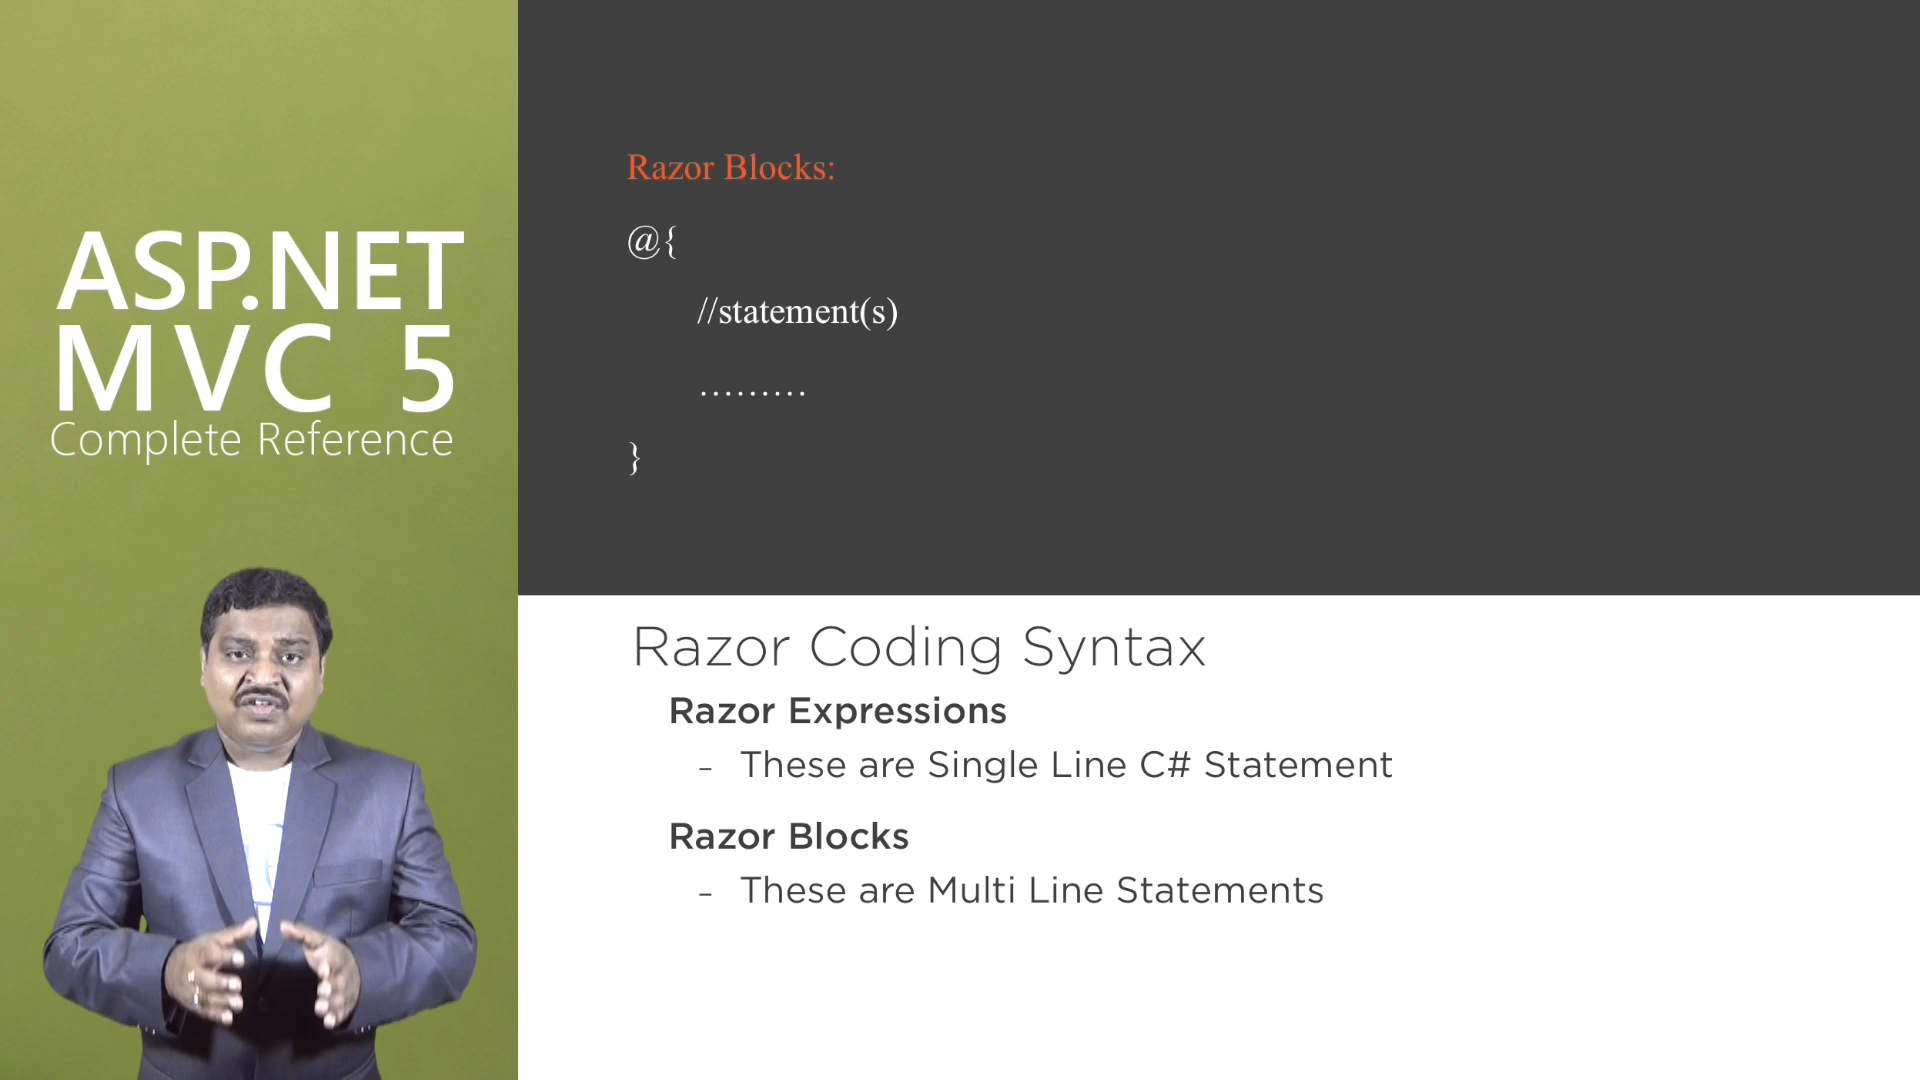 ASP.NET
MVC 5
Complete Reference
Razor Blocks:
@{
//statement(s)
.........
}
Razor Coding Syntax
Razor Expressions
– These are Single Line C# Statement
Razor Blocks
– These are Multi Line Statements